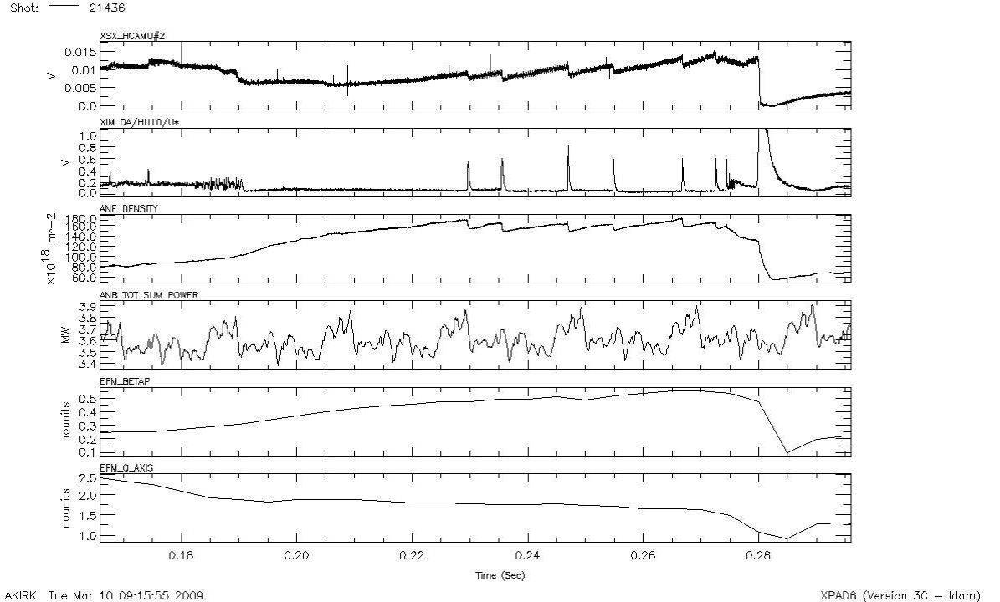 Shot: 21436
XSX_HCAMU#2
0.015
0.010
0.005
0.0
V
XIM_DA/HU10/U*
1.0
0.8
0.6
0.4
0.2
0.0
V
ANE_DENSITY
180.0
160.0
140.0
120.0
100.0
80.0
60.0
×10^18 m^-2
ANB_TOT_SUM_POWER
3.9
3.8
3.7
3.6
3.5
3.4
MW
EFM_BETAP
0.5
0.4
0.3
0.2
0.1
nounits
EFM_Q_AXIS
2.5
2.0
1.5
1.0
nounits
0.18 0.20 0.22 0.24 0.26 0.28
Time (Sec)
AKIRK Tue Mar 10 09:15:55 2009 XPAD6 (Version 3C – Idam)